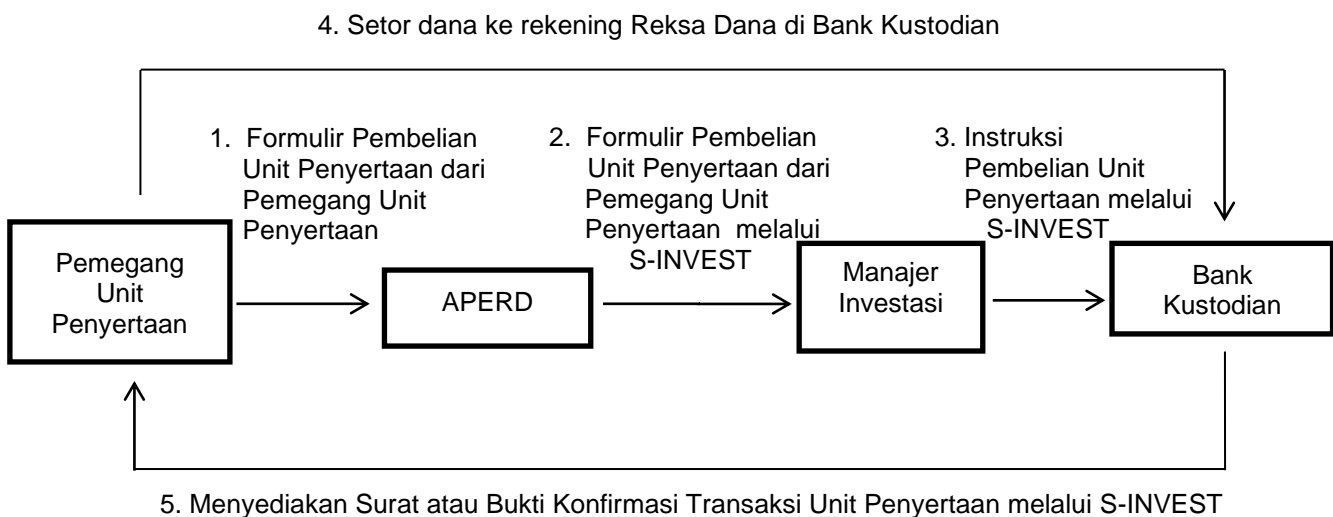 4. Setor dana ke rekening Reksa Dana di Bank Kustodian
1. Formulir Pembelian
Unit Penyertaan dari
Pemegang Unit
Penyertaan
2. Formulir Pembelian
Unit Penyertaan dari
Pemegang Unit
Penyertaan melalui
S-INVEST
3. Instruksi
Pembelian Unit
Penyertaan melalui
S-INVEST
Pemegang
Unit
Penyertaan
APERD
Manajer
Investasi
Bank
Kustodian
5. Menyediakan Surat atau Bukti Konfirmasi Transaksi Unit Penyertaan melalui S-INVEST